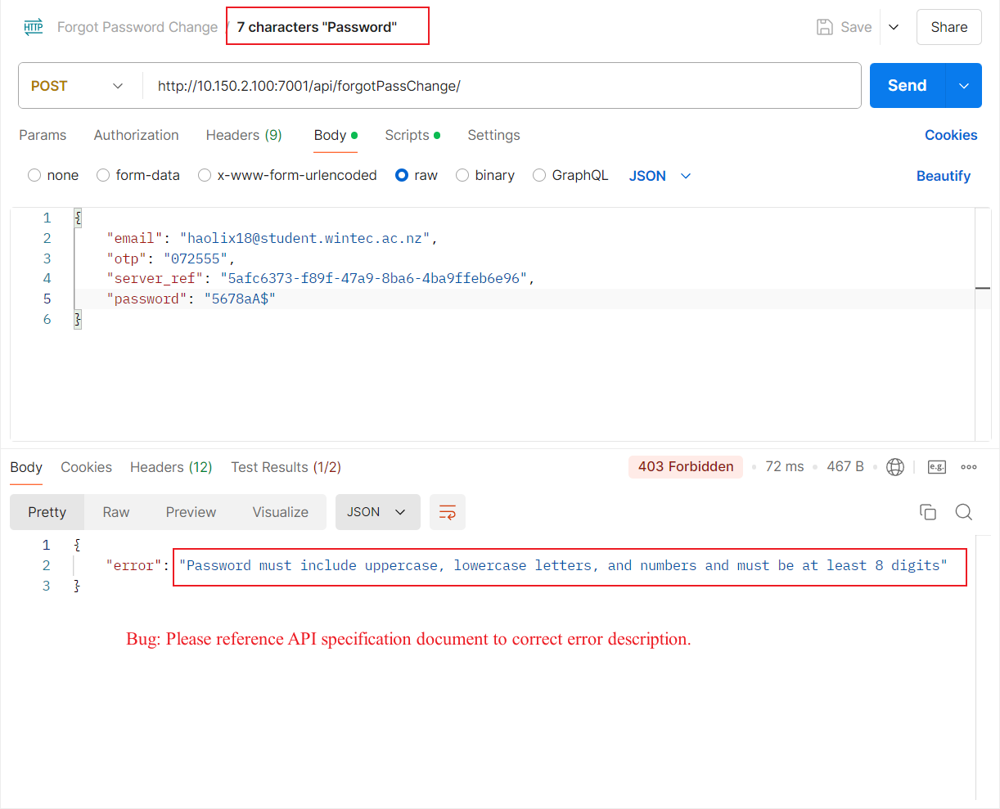 HTTP Forgot Password Change / 7 characters "Password" Save Share
POST http://10.150.2.100:7001/api/forgotPassChange/ Send
Params Authorization Headers (9) Body Scripts Settings Cookies
none form-data x-www-form-urlencoded raw binary GraphQL JSON Beautify
1 {
2 "email": "haolix18@student.wintec.ac.nz",
3 "otp": "072555",
4 "server_ref": "5afc6373-f89f-47a9-8ba6-4ba9ffeb6e96",
5 "password": "5678aA$"
6 }
Body Cookies Headers (12) Test Results (1/2) 403 Forbidden 72 ms 467 B e.g.
Pretty Raw Preview Visualize JSON
1 {
2 "error": "Password must include uppercase, lowercase letters, and numbers and must be at least 8 digits"
3 }
Bug: Please reference API specification document to correct error description.